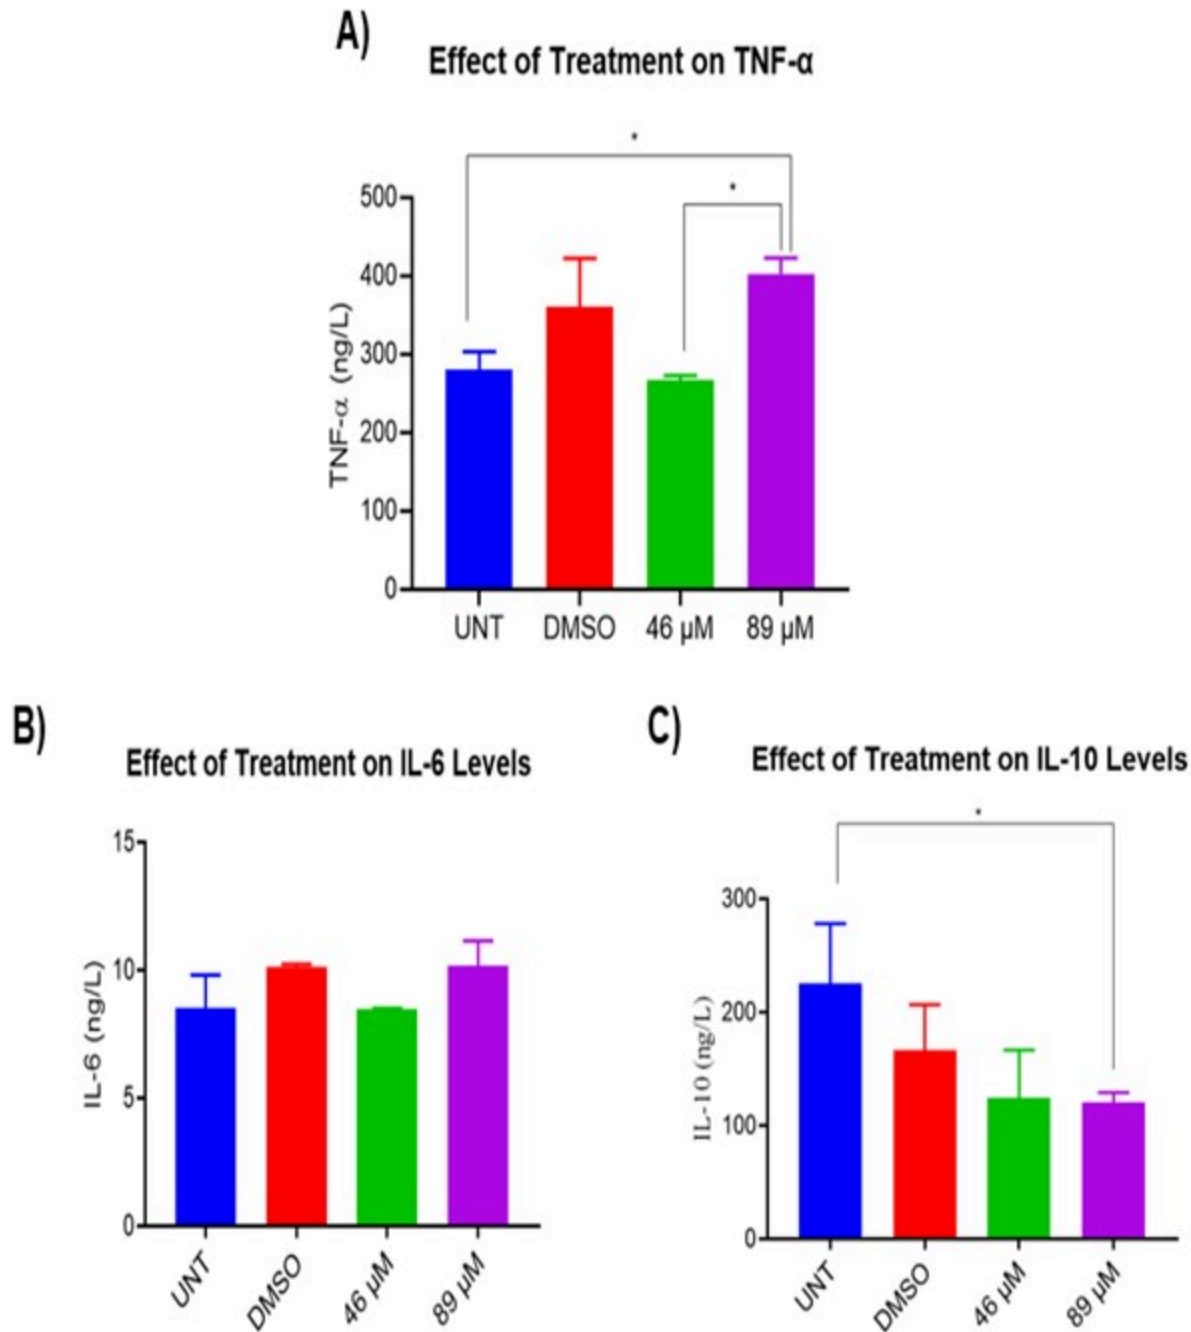 A)
Effect of Treatment on TNF-α
*
*
500
400
300
200
100
0
TNF-α (ng/L)
UNT DMSO 46 µM 89 µM
B)
Effect of Treatment on IL-6 Levels
15
10
5
0
IL-6 (ng/L)
UNT DMSO 46 µM 89 µM
C)
Effect of Treatment on IL-10 Levels
*
300
200
100
0
IL-10 (ng/L)
UNT DMSO 46 µM 89 µM